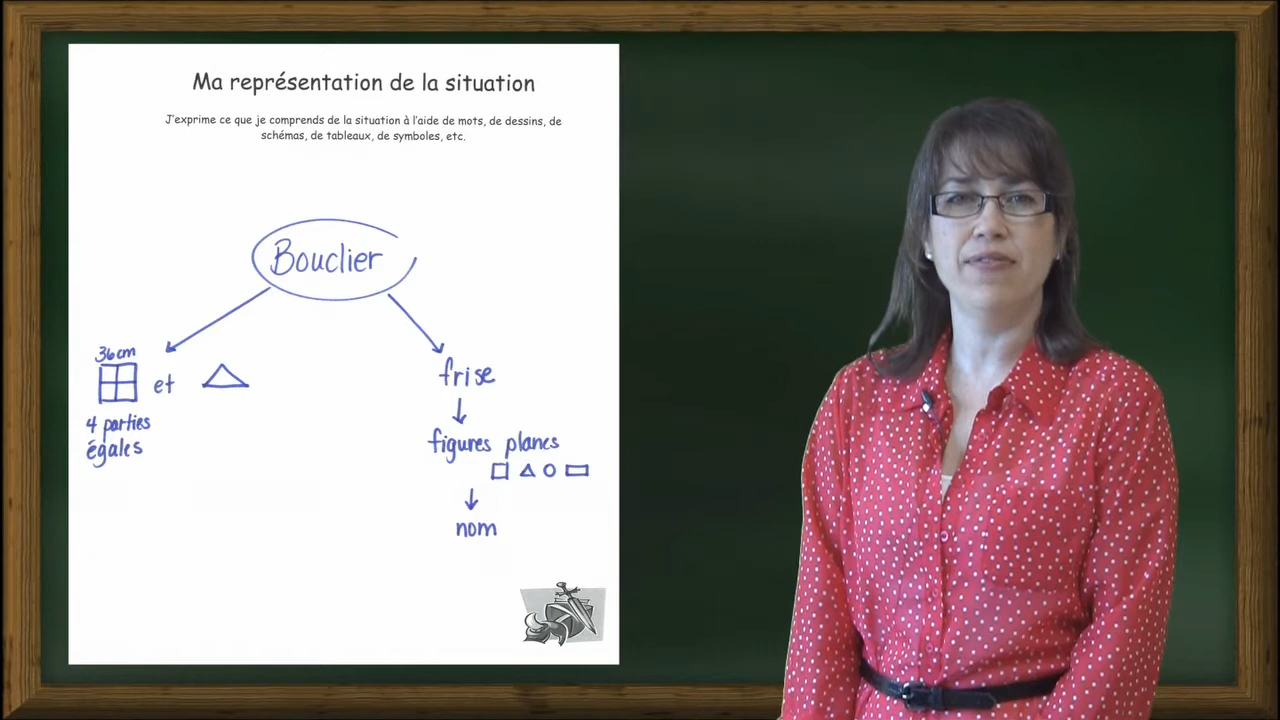 Ma représentation de la situation
J'exprime ce que je comprends de la situation à l'aide de mots, de dessins, de
schémas, de tableaux, de symboles, etc.
Bouclier
36cm
et
4 parties
égales
frise
figures planes
nom